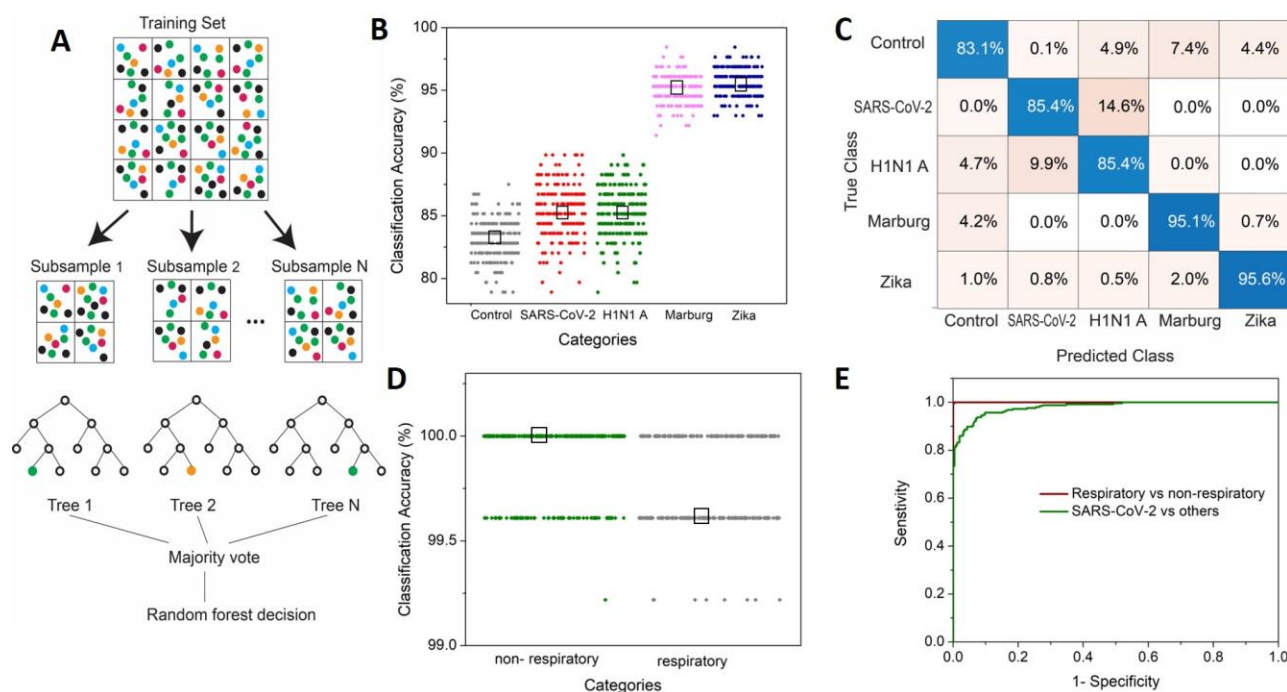 A
Training Set
Subsample 1
Subsample 2
Subsample N
...
Tree 1
Tree 2
Tree N
Majority vote
Random forest decision
B
Classification Accuracy (%)
100
95
90
85
80
Control
SARS-CoV-2
H1N1 A
Marburg
Zika
Categories
C
True Class
Control 83.1% 0.1% 4.9% 7.4% 4.4%
SARS-CoV-2 0.0% 85.4% 14.6% 0.0% 0.0%
H1N1 A 4.7% 9.9% 85.4% 0.0% 0.0%
Marburg 4.2% 0.0% 0.0% 95.1% 0.7%
Zika 1.0% 0.8% 0.5% 2.0% 95.6%
Control SARS-CoV-2 H1N1 A Marburg Zika
Predicted Class
D
Classification Accuracy (%)
100.0
99.5
99.0
non- respiratory
respiratory
Categories
E
Senstivity
1.0
0.8
0.6
0.4
0.2
0.0
Respiratory vs non-respiratory
SARS-CoV-2 vs others
0.0 0.2 0.4 0.6 0.8 1.0
1- Specificity